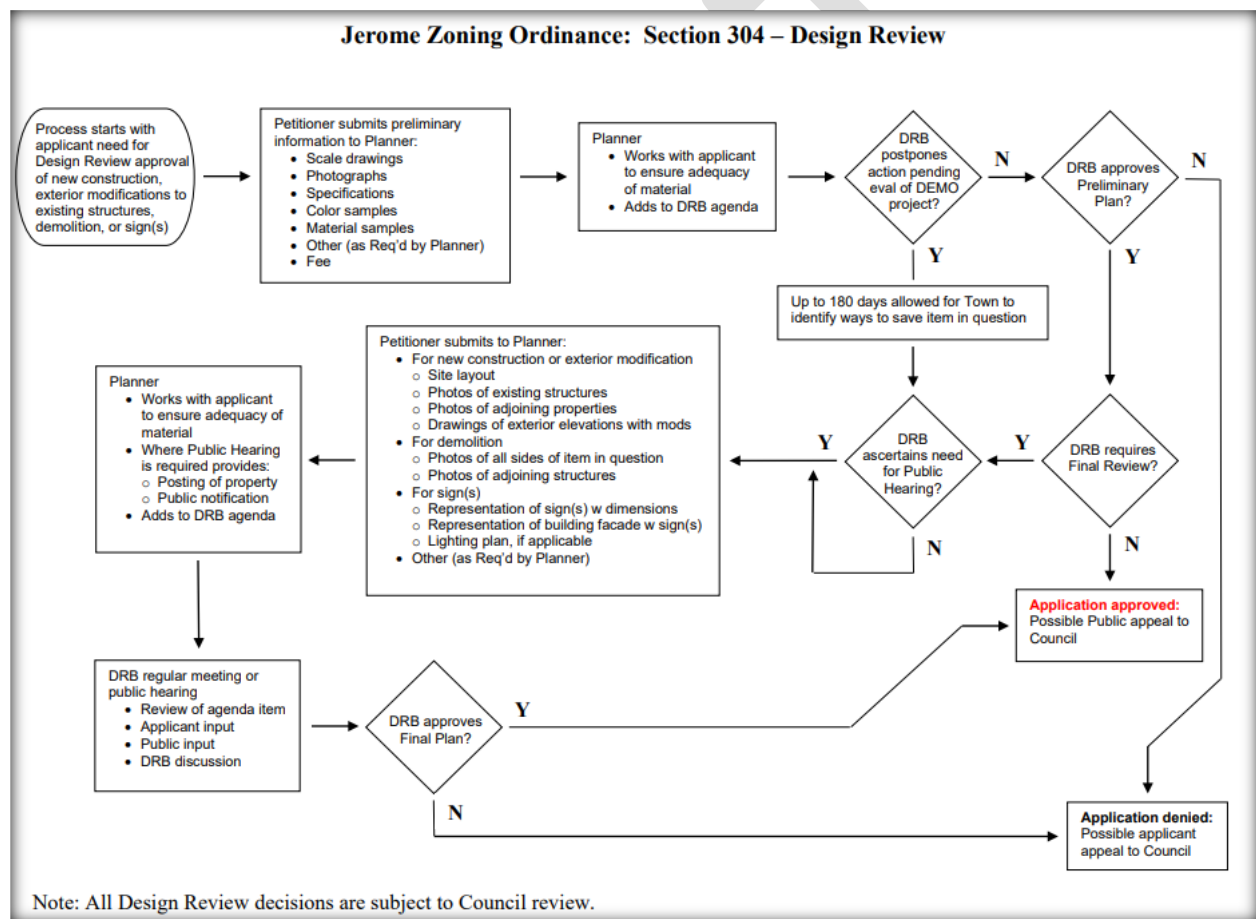 Jerome Zoning Ordinance: Section 304 – Design Review
Process starts with
applicant need for
Design Review approval
of new construction,
exterior modifications to
existing structures,
demolition, or sign(s)
Petitioner submits preliminary
information to Planner:
• Scale drawings
• Photographs
• Specifications
• Color samples
• Material samples
• Other (as Req'd by Planner)
• Fee
Planner
• Works with applicant
to ensure adequacy
of material
• Adds to DRB agenda
DRB
postpones
action pending
eval of DEMO
project?
N
Y
DRB approves
Preliminary
Plan?
N
Y
Up to 180 days allowed for Town to
identify ways to save item in question
DRB requires
Final Review?
Y
N
DRB
ascertains need
for Public
Hearing?
Y
N
Petitioner submits to Planner:
• For new construction or exterior modification
o Site layout
o Photos of existing structures
o Photos of adjoining properties
o Drawings of exterior elevations with mods
• For demolition
o Photos of all sides of item in question
o Photos of adjoining structures
• For sign(s)
o Representation of sign(s) w dimensions
o Representation of building facade w sign(s)
o Lighting plan, if applicable
• Other (as Req'd by Planner)
Planner
• Works with applicant
to ensure adequacy of
material
• Where Public Hearing
is required provides:
o Posting of property
o Public notification
• Adds to DRB agenda
DRB regular meeting or
public hearing
• Review of agenda item
• Applicant input
• Public input
• DRB discussion
DRB approves
Final Plan?
Y
N
Application approved:
Possible Public appeal to
Council
Application denied:
Possible applicant
appeal to Council
Note: All Design Review decisions are subject to Council review.